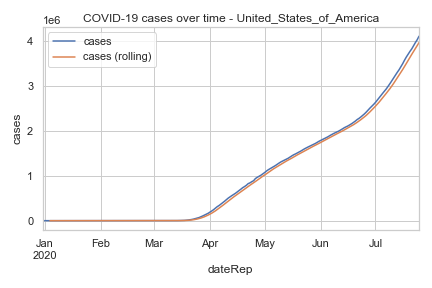 COVID-19 cases over time - United_States_of_America
1e6
cases
cases (rolling)
4
3
2
1
0
cases
Jan
2020
Feb
Mar
Apr
May
Jun
Jul
dateRep